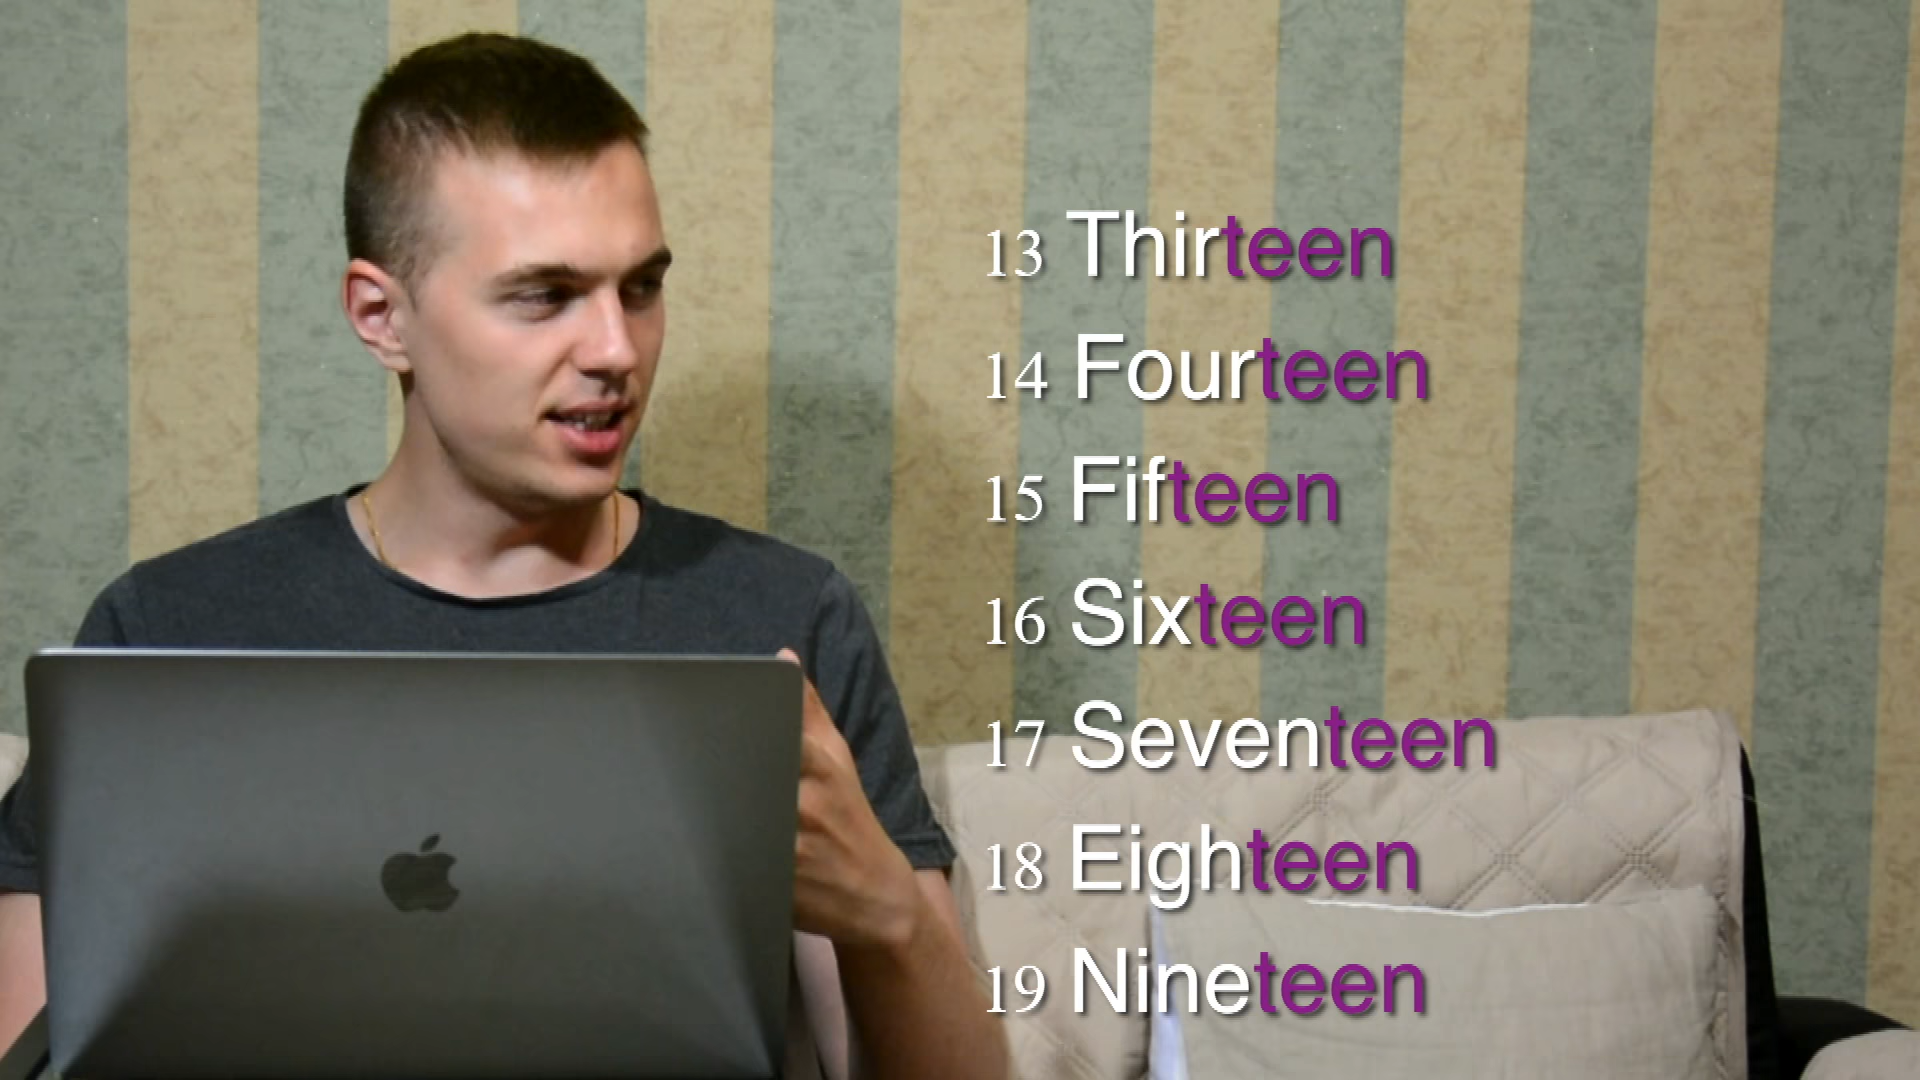 13 Thirteen
14 Fourteen
15 Fifteen
16 Sixteen
17 Seventeen
18 Eighteen
19 Nineteen